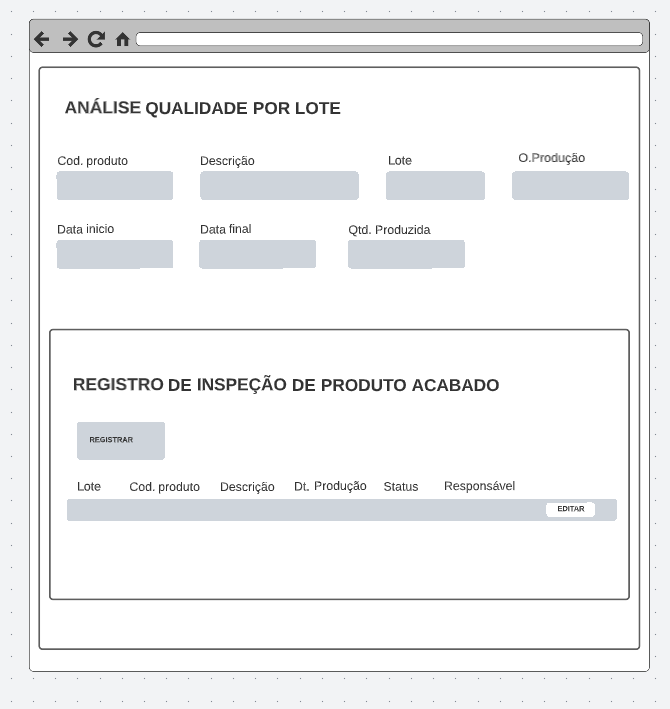 ANÁLISE QUALIDADE POR LOTE
Cod. produto Descrição Lote O.Produção
Data inicio Data final Qtd. Produzida
REGISTRO DE INSPEÇÃO DE PRODUTO ACABADO
REGISTRAR
Lote Cod. produto Descrição Dt. Produção Status Responsável
EDITAR